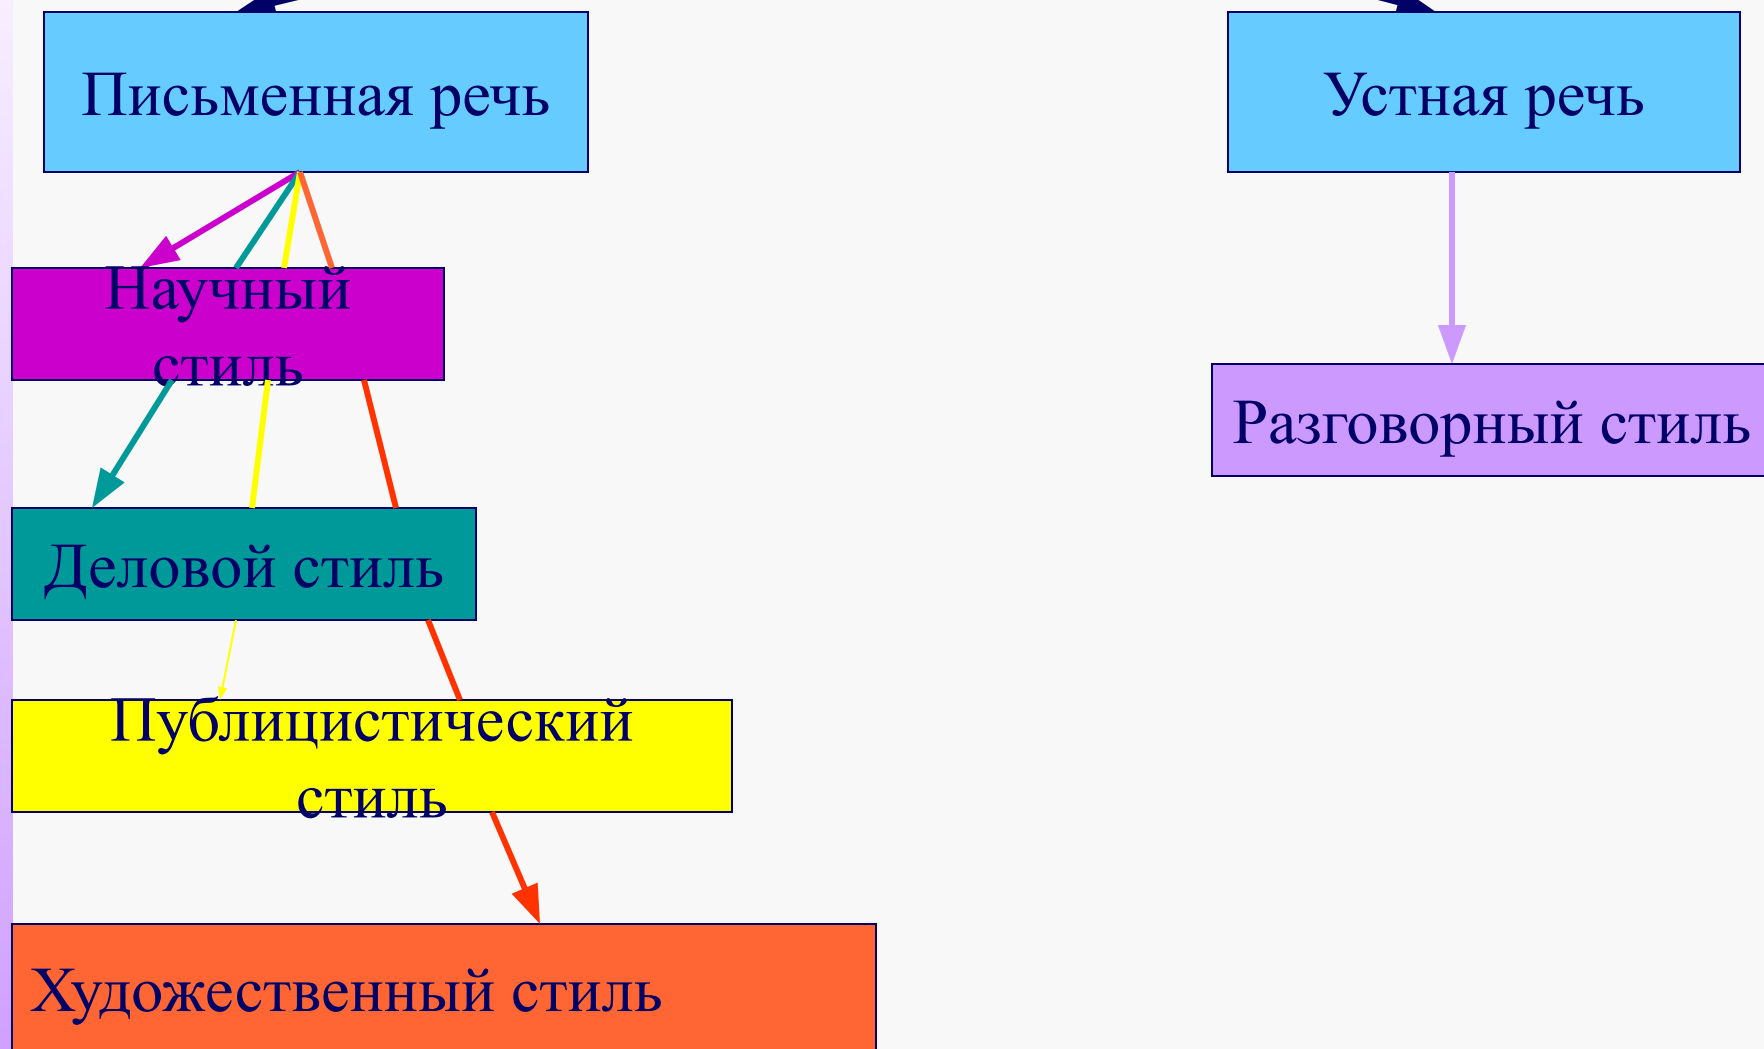 Письменная речь
Устная речь
Научный
стиль
Разговорный стиль
Деловой стиль
Публицистический
стиль
Художественный стиль